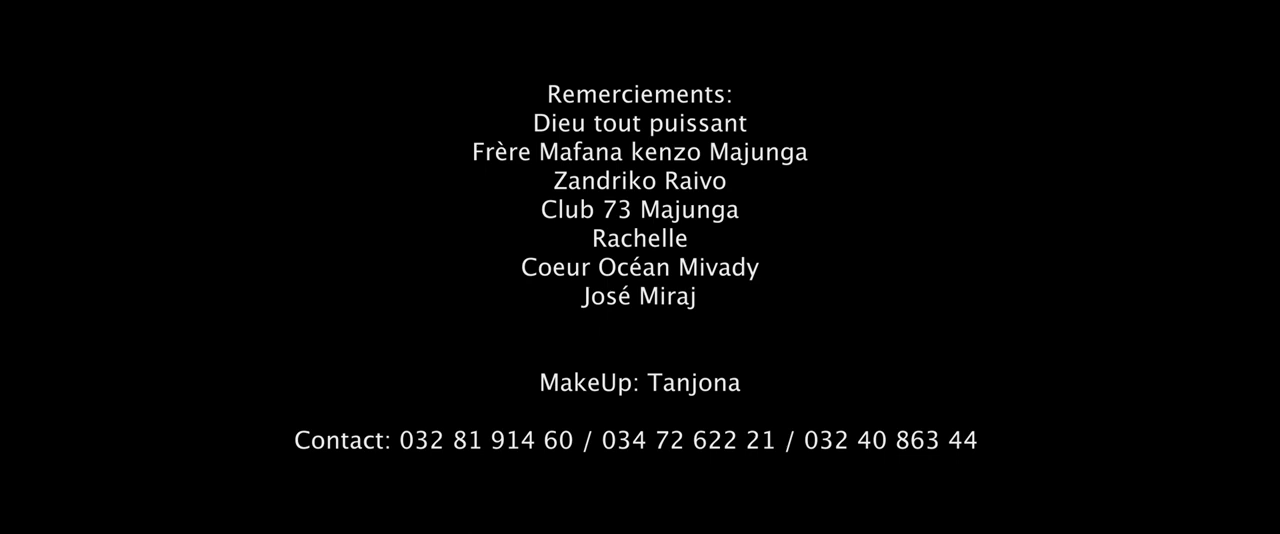 Remerciements:
Dieu tout puissant
Frère Mafana kenzo Majunga
Zandriko Raivo
Club 73 Majunga
Rachelle
Coeur Océan Mivady
José Miraj
MakeUp: Tanjona
Contact: 032 81 914 60 / 034 72 622 21 / 032 40 863 44